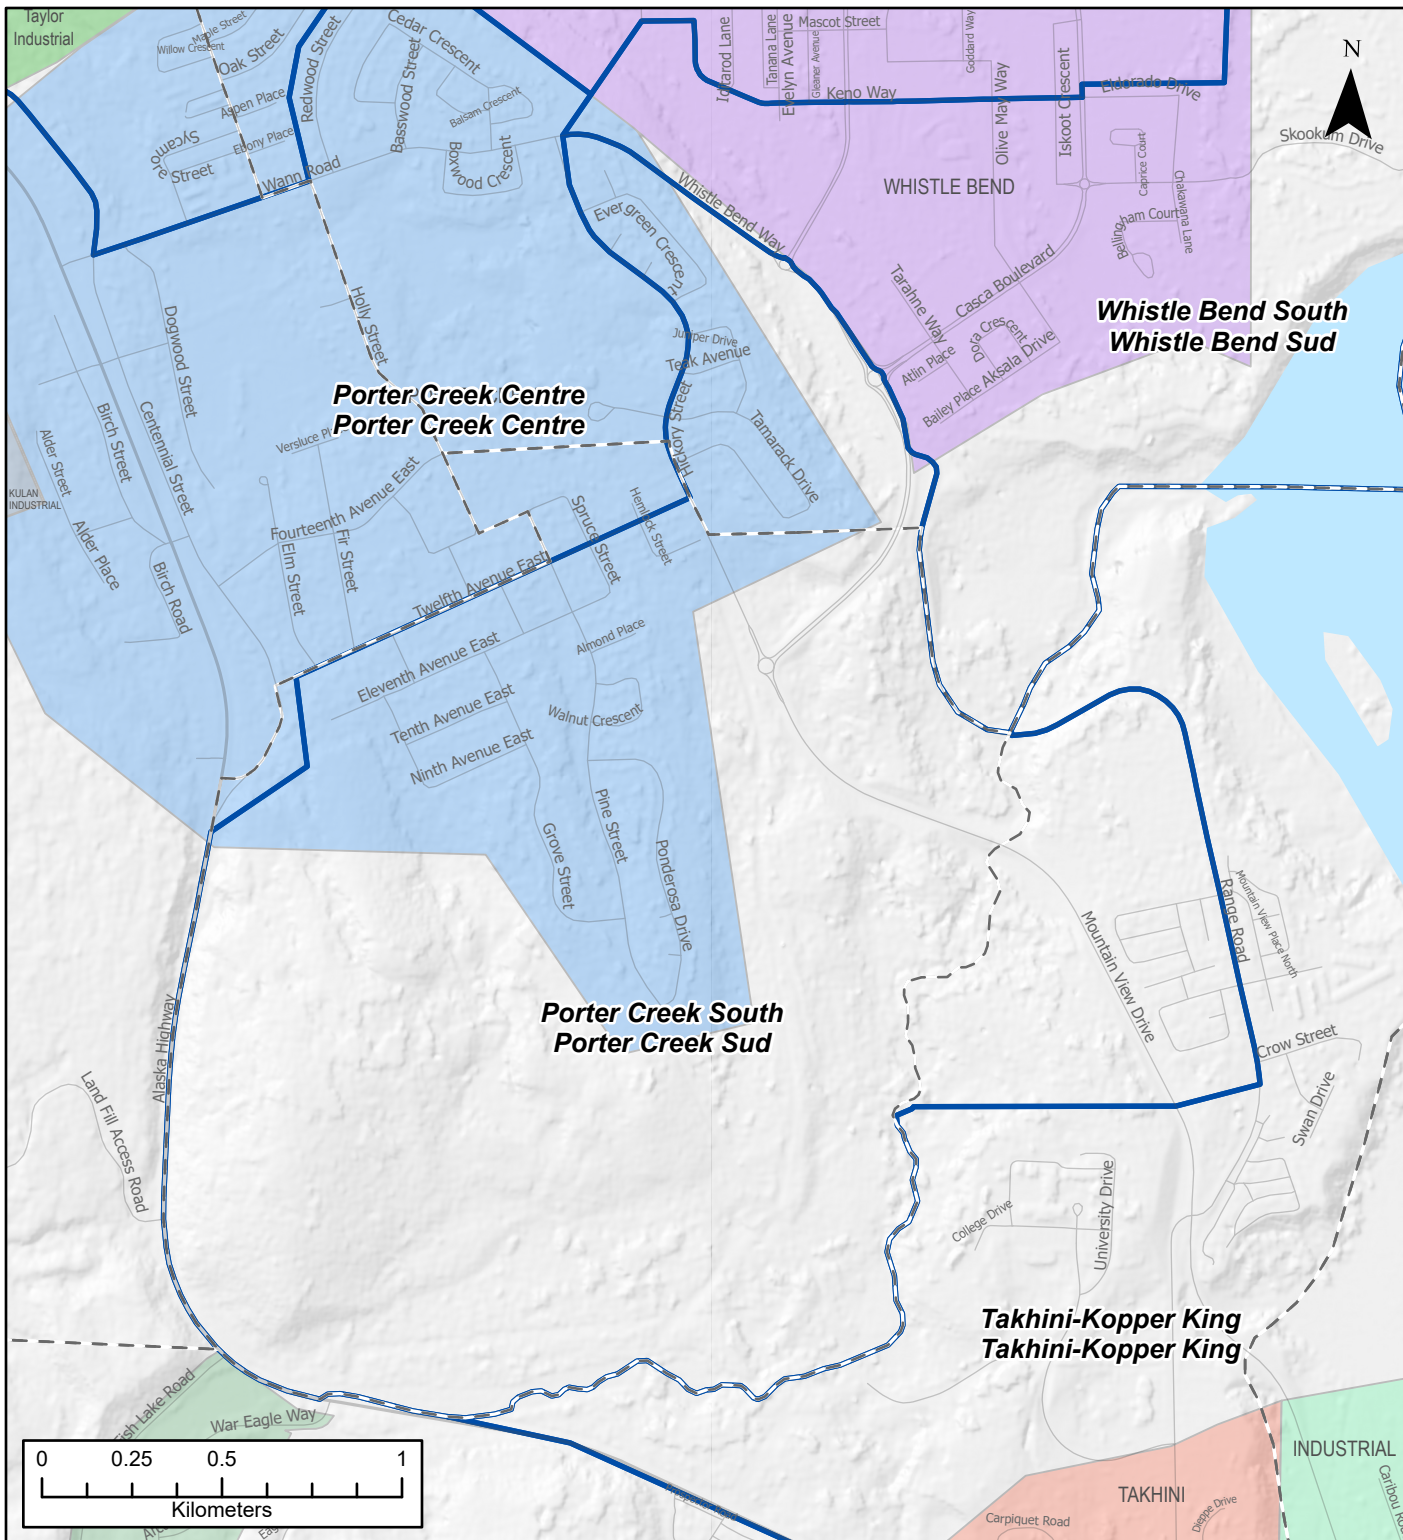 Taylor
Industrial
Maple Street
Willow Crescent
Oak Street
Redwood Street
Cedar Crescent
Basswood Street
Balsam Crescent
Aspen Place
Ebony Place
Sycamore Street
Wann Road
Boxwood Crescent
Iditarod Lane
Tanana Lane
Evelyn Avenue
Gleaner Avenue
Mascot Street
Goddard Way
Keno Way
Olive May Way
Iskoot Crescent
Eldorado Drive
Caprice Court
Chakawana Lane
Bellingham Court
Skookum Drive
N
WHISTLE BEND
Whistle Bend Way
Evergreen Crescent
Casca Boulevard
Tarahne Way
Atlin Place
Dora Crescent
Aksala Drive
Bailey Place
Whistle Bend South
Whistle Bend Sud
Holly Street
Dogwood Street
Juniper Drive
Teak Avenue
Hickory Street
Tamarack Drive
Porter Creek Centre
Porter Creek Centre
Birch Street
Centennial Street
Alder Street
KULAN
INDUSTRIAL
Alder Place
Birch Road
Fourteenth Avenue East
Elm Street
Fir Street
Spruce Street
Hemlock Street
Twelfth Avenue East
Almond Place
Eleventh Avenue East
Tenth Avenue East
Walnut Crescent
Ninth Avenue East
Grove Street
Pine Street
Ponderosa Drive
Porter Creek South
Porter Creek Sud
Alaska Highway
Land Fill Access Road
Range Road
Mountain View Place North
Mountain View Drive
Crow Street
Swan Drive
University Drive
College Drive
Takhini-Kopper King
Takhini-Kopper King
Fish Lake Road
War Eagle Way
0 0.25 0.5 1
Kilometers
TAKHINI
INDUSTRIAL
Carpiquet Road
Dieppe Drive